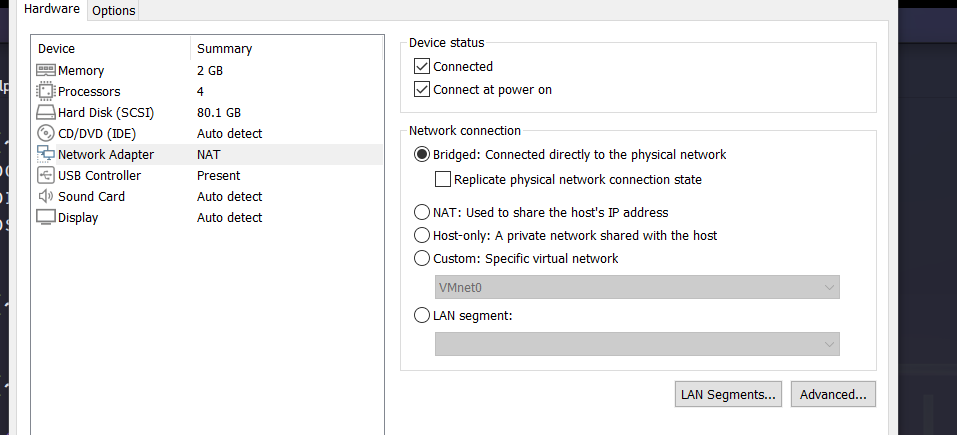 Hardware Options
Device Summary
Memory 2 GB
Processors 4
Hard Disk (SCSI) 80.1 GB
CD/DVD (IDE) Auto detect
Network Adapter NAT
USB Controller Present
Sound Card Auto detect
Display Auto detect
Device status
Connected
Connect at power on
Network connection
Bridged: Connected directly to the physical network
Replicate physical network connection state
NAT: Used to share the host's IP address
Host-only: A private network shared with the host
Custom: Specific virtual network
VMnet0
LAN segment:
LAN Segments... Advanced...